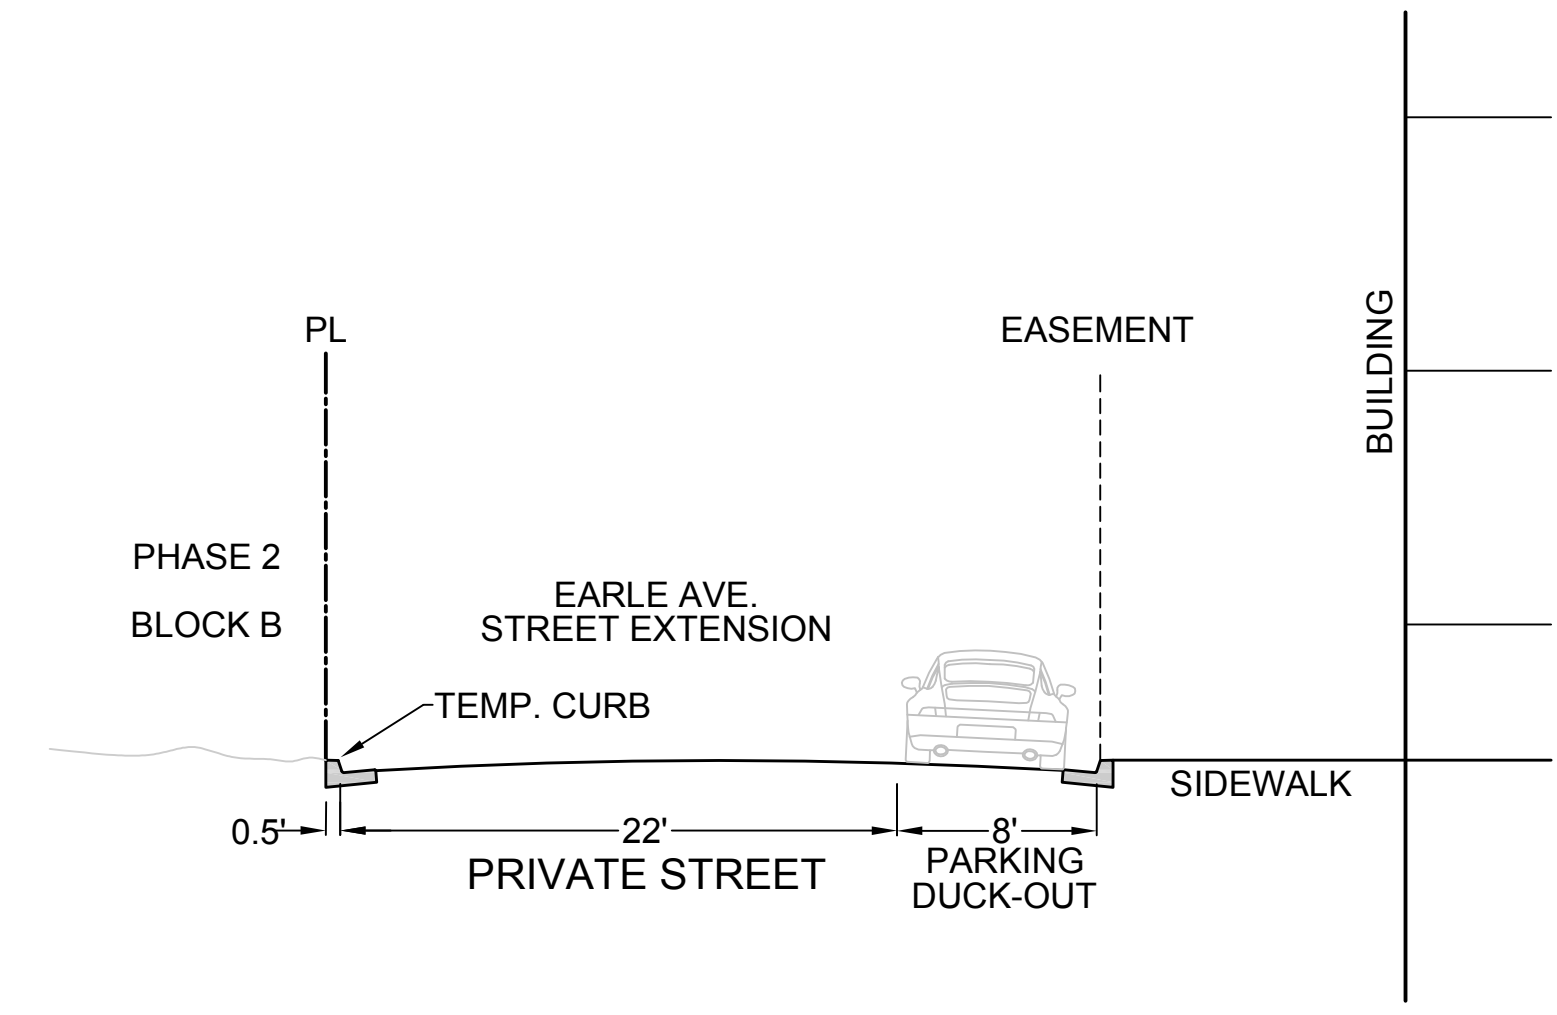 PL
EASEMENT
BUILDING
PHASE 2
BLOCK B
EARLE AVE.
STREET EXTENSION
TEMP. CURB
SIDEWALK
0.5'
22'
8'
PRIVATE STREET
PARKING
DUCK-OUT